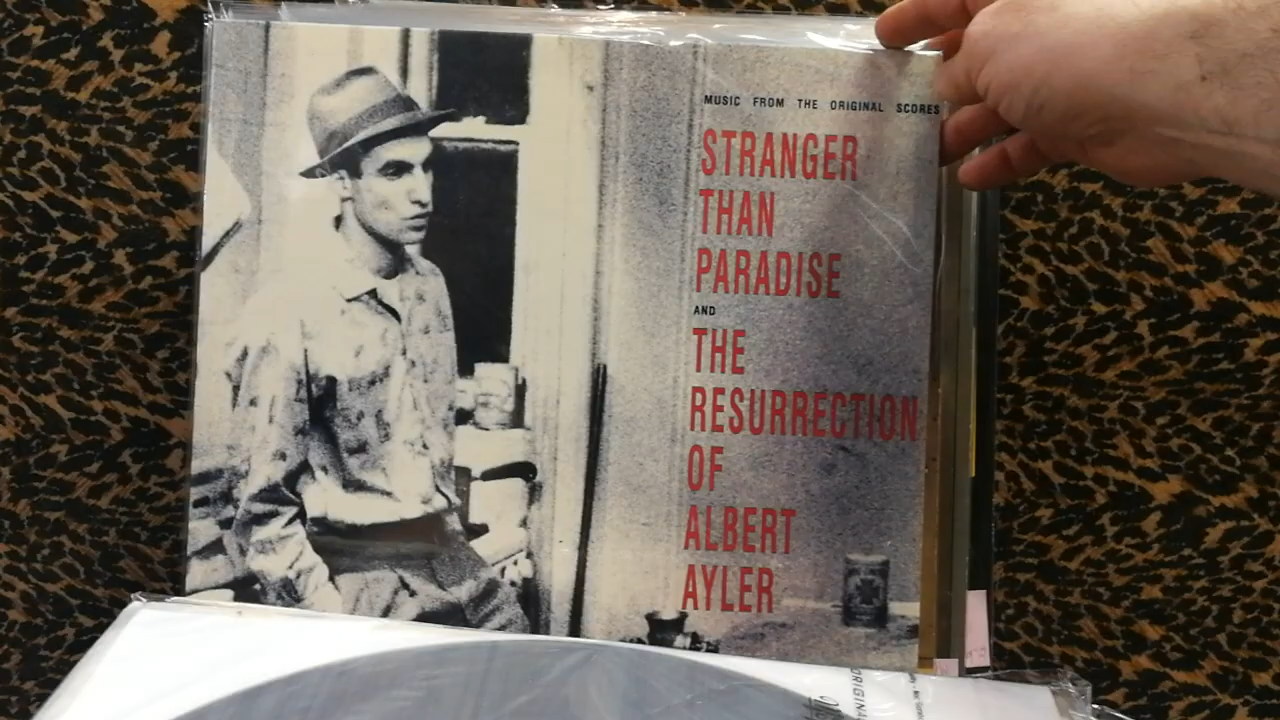 MUSIC FROM THE ORIGINAL SCORES
STRANGER
THAN
PARADISE
AND
THE
RESURRECTION
OF
ALBERT
AYLER